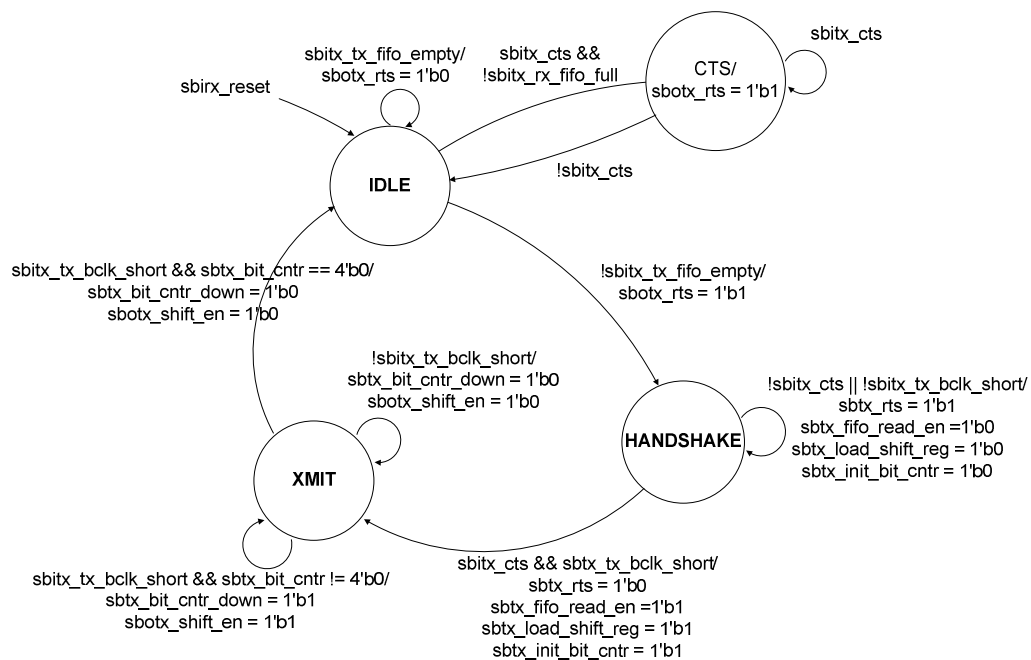 sbitx_cts
sbitx_tx_fifo_empty/
sbotx_rts = 1'b0
sbitx_cts &&
!sbitx_rx_fifo_full
CTS/
sbotx_rts = 1'b1
sbirx_reset
!sbitx_cts
IDLE
sbitx_tx_bclk_short && sbtx_bit_cntr == 4'b0/
sbtx_bit_cntr_down = 1'b0
sbotx_shift_en = 1'b0
!sbitx_tx_fifo_empty/
sbotx_rts = 1'b1
!sbitx_tx_bclk_short/
sbtx_bit_cntr_down = 1'b0
sbotx_shift_en = 1'b0
!sbitx_cts || !sbitx_tx_bclk_short/
sbtx_rts = 1'b1
sbtx_fifo_read_en =1'b0
sbtx_load_shift_reg = 1'b0
sbtx_init_bit_cntr = 1'b0
HANDSHAKE
XMIT
sbitx_tx_bclk_short && sbtx_bit_cntr != 4'b0/
sbtx_bit_cntr_down = 1'b1
sbotx_shift_en = 1'b1
sbitx_cts && sbtx_tx_bclk_short/
sbtx_rts = 1'b0
sbtx_fifo_read_en =1'b1
sbtx_load_shift_reg = 1'b1
sbtx_init_bit_cntr = 1'b1